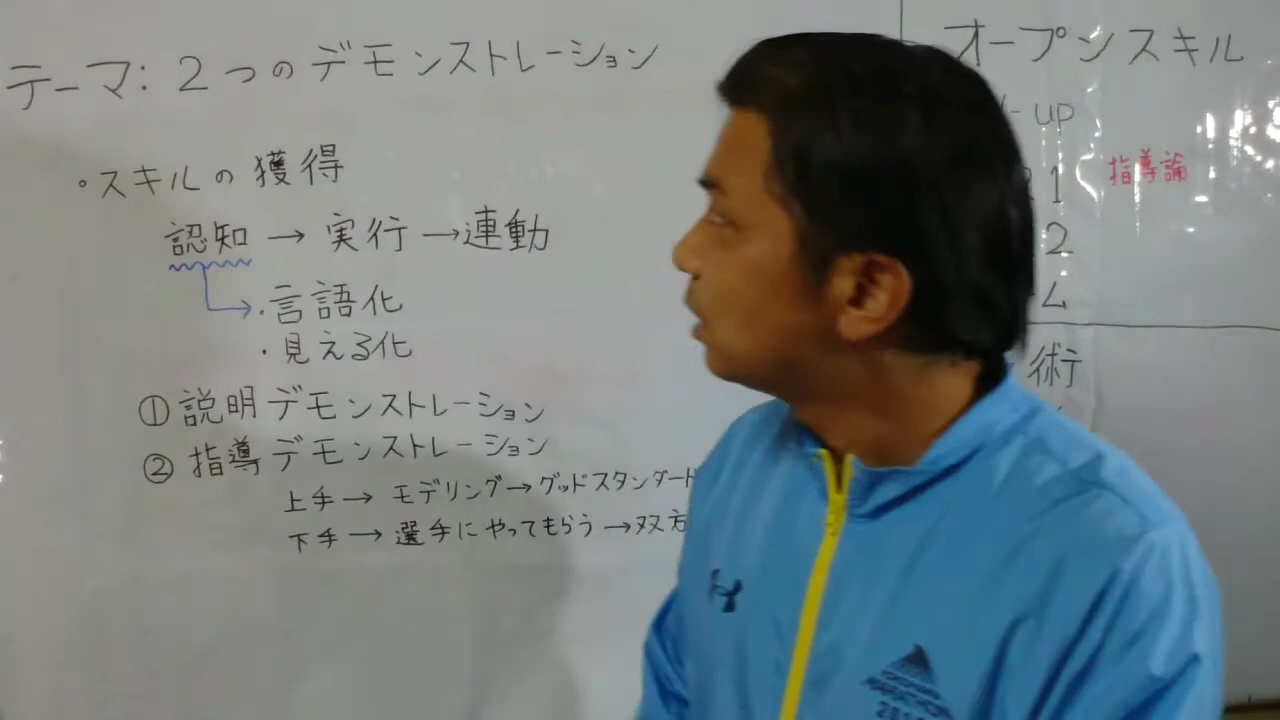 テーマ:2つのデモンストレーション
・スキルの獲得
認知→実行→連動
・言語化
・見える化
①説明デモンストレーション
②指導デモンストレーション
上手→モデリング→グッドスタンダード
下手→選手にやってもらう→双方
オープンスキル
-up
1
指導論
2
ム
術